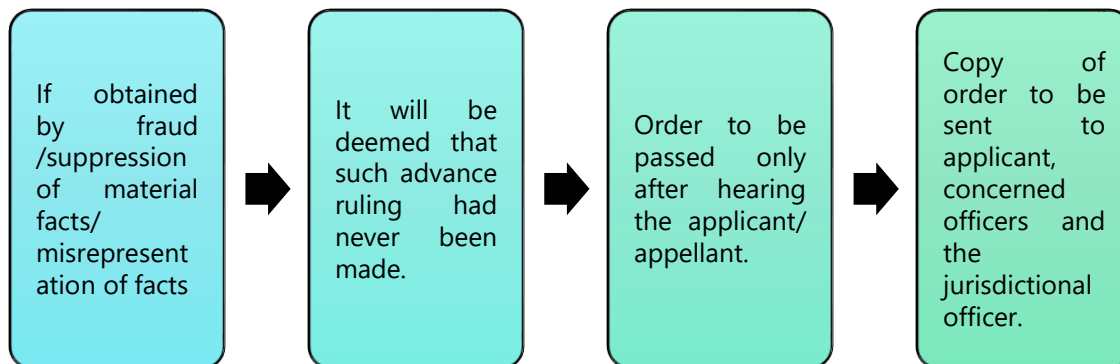 If obtained
by fraud
/suppression
of material
facts/
misrepresent
ation of facts
It will be
deemed that
such advance
ruling had
never been
made.
Order to be
passed only
after hearing
the applicant/
appellant.
Copy of
order to be
sent to
applicant,
concerned
officers and
the
jurisdictional
officer.